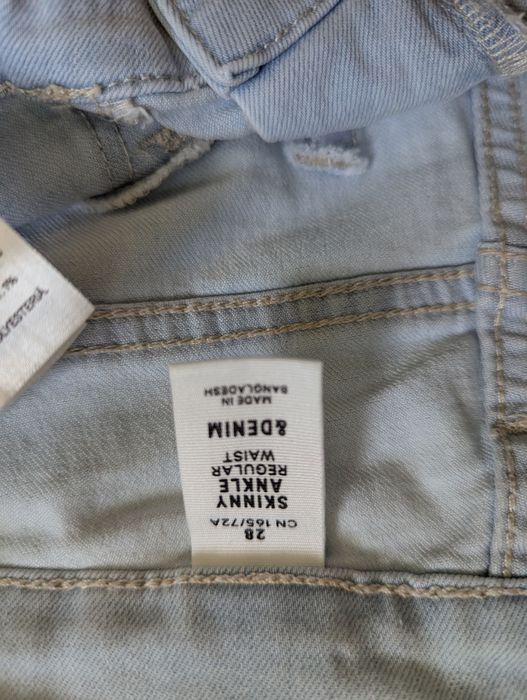 28
CN 165/72A
SKINNY
ANKLE
REGULAR
WAIST
&DENIM
MADE IN
BANGLADESH